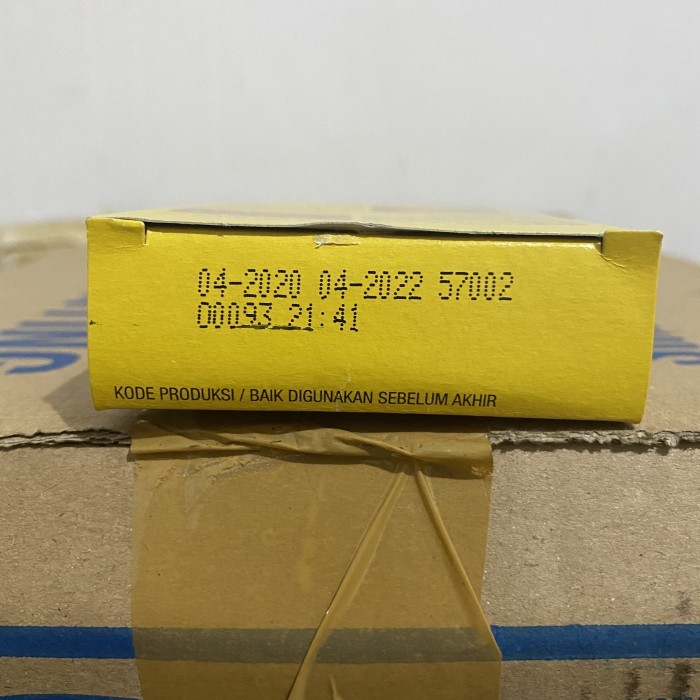 04-2020 04-2022 57002
00093 21:41
KODE PRODUKSI / BAIK DIGUNAKAN SEBELUM AKHIR